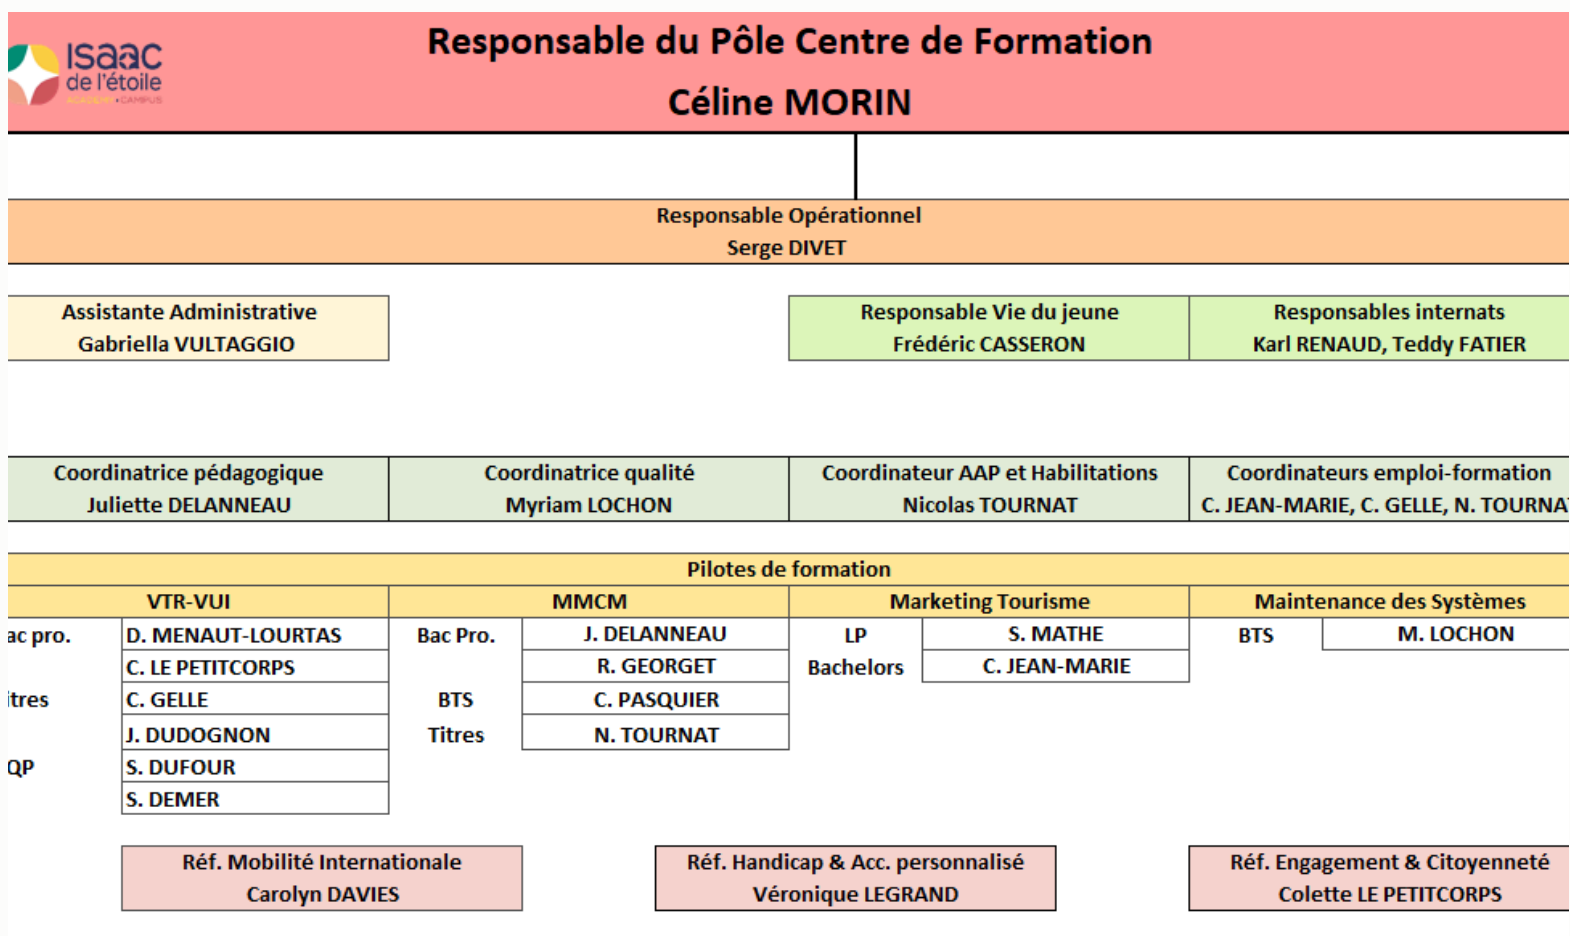 Responsable du Pôle Centre de Formation
Isaac
de l'étoile
ACADEMY • CAMPUS
Céline MORIN
Responsable Opérationnel
Serge DIVET
Assistante Administrative
Gabriella VULTAGGIO
Responsable Vie du jeune
Frédéric CASSERON
Responsables internats
Karl RENAUD, Teddy FATIER
Coordinatrice pédagogique
Juliette DELANNEAU
Coordinatrice qualité
Myriam LOCHON
Coordinateur AAP et Habilitations
Nicolas TOURNAT
Coordinateurs emploi-formation
C. JEAN-MARIE, C. GELLE, N. TOURNAT
Pilotes de formation
VTR-VUI MMCM Marketing Tourisme Maintenance des Systèmes
ac pro. D. MENAUT-LOURTAS Bac Pro. J. DELANNEAU LP S. MATHE BTS M. LOCHON
C. LE PETITCORPS R. GEORGET Bachelors C. JEAN-MARIE
itres C. GELLE BTS C. PASQUIER
J. DUDOGNON Titres N. TOURNAT
QP S. DUFOUR
S. DEMER
Réf. Mobilité Internationale
Carolyn DAVIES
Réf. Handicap & Acc. personnalisé
Véronique LEGRAND
Réf. Engagement & Citoyenneté
Colette LE PETITCORPS